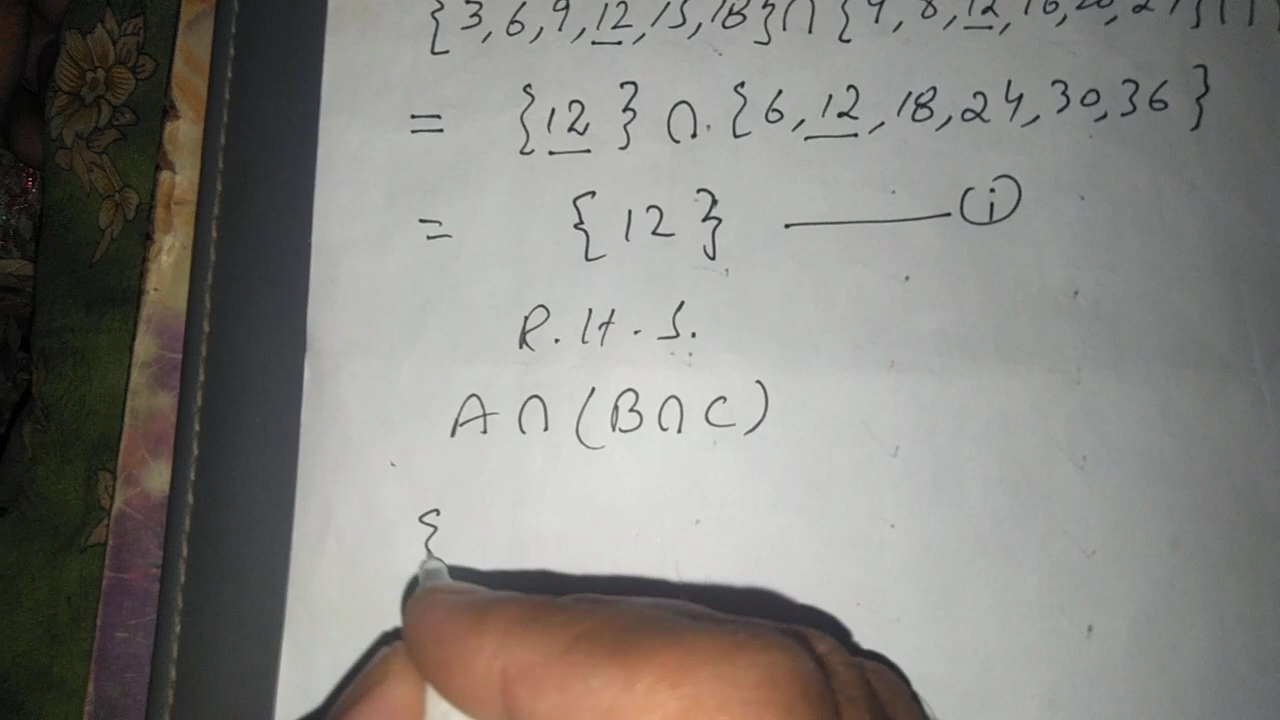 {3,6,9,12,15,18}∩{4,8,12,16,20,24}∩{
= {12}∩.{6,12,18,24,30,36}
= {12} ——— (i)
R.H.S.
A∩(B∩C)
{